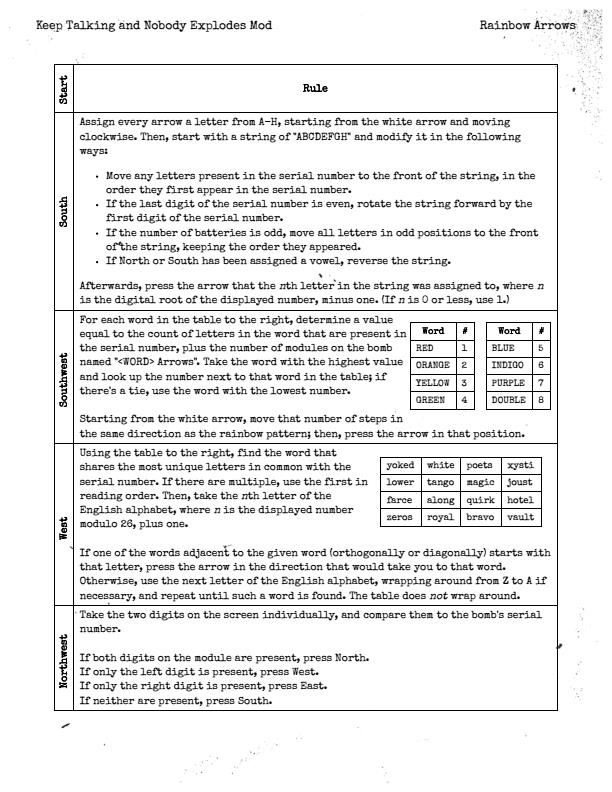 Keep Talking and Nobody Explodes Mod
Rainbow Arrows
Start
Rule
South
Assign every arrow a letter from A-H, starting from the white arrow and moving
clockwise. Then, start with a string of "ABCDEFGH" and modify it in the following
ways:
• Move any letters present in the serial number to the front of the string, in the
order they first appear in the serial number.
• If the last digit of the serial number is even, rotate the string forward by the
first digit of the serial number.
• If the number of batteries is odd, move all letters in odd positions to the front
of the string, keeping the order they appeared.
• If North or South has been assigned a vowel, reverse the string.
Afterwards, press the arrow that the nth letter in the string was assigned to, where n
is the digital root of the displayed number, minus one. (If n is 0 or less, use 1.)
Southwest
For each word in the table to the right, determine a value
equal to the count of letters in the word that are present in
the serial number, plus the number of modules on the bomb
named "<WORD> Arrows". Take the word with the highest value
and look up the number next to that word in the table; if
there's a tie, use the word with the lowest number.
Word # Word #
RED 1 BLUE 5
ORANGE 2 INDIGO 6
YELLOW 3 PURPLE 7
GREEN 4 DOUBLE 8
Starting from the white arrow, move that number of steps in
the same direction as the rainbow pattern; then, press the arrow in that position.
West
Using the table to the right, find the word that
shares the most unique letters in common with the
serial number. If there are multiple, use the first in
reading order. Then, take the nth letter of the
English alphabet, where n is the displayed number
modulo 26, plus one.
yoked white poets xysti
lower tango magic joust
farce along quirk hotel
zeros royal bravo vault
If one of the words adjacent to the given word (orthogonally or diagonally) starts with
that letter, press the arrow in the direction that would take you to that word.
Otherwise, use the next letter of the English alphabet, wrapping around from Z to A if
necessary, and repeat until such a word is found. The table does not wrap around.
Northwest
Take the two digits on the screen individually, and compare them to the bomb's serial
number.
If both digits on the module are present, press North.
If only the left digit is present, press West.
If only the right digit is present, press East.
If neither are present, press South.